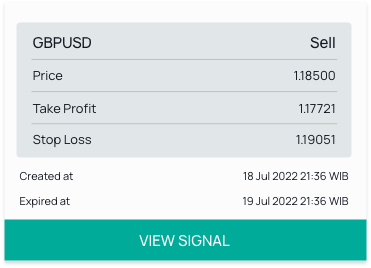 GBPUSD Sell
Price 1.18500
Take Profit 1.17721
Stop Loss 1.19051
Created at 18 Jul 2022 21:36 WIB
Expired at 19 Jul 2022 21:36 WIB
VIEW SIGNAL